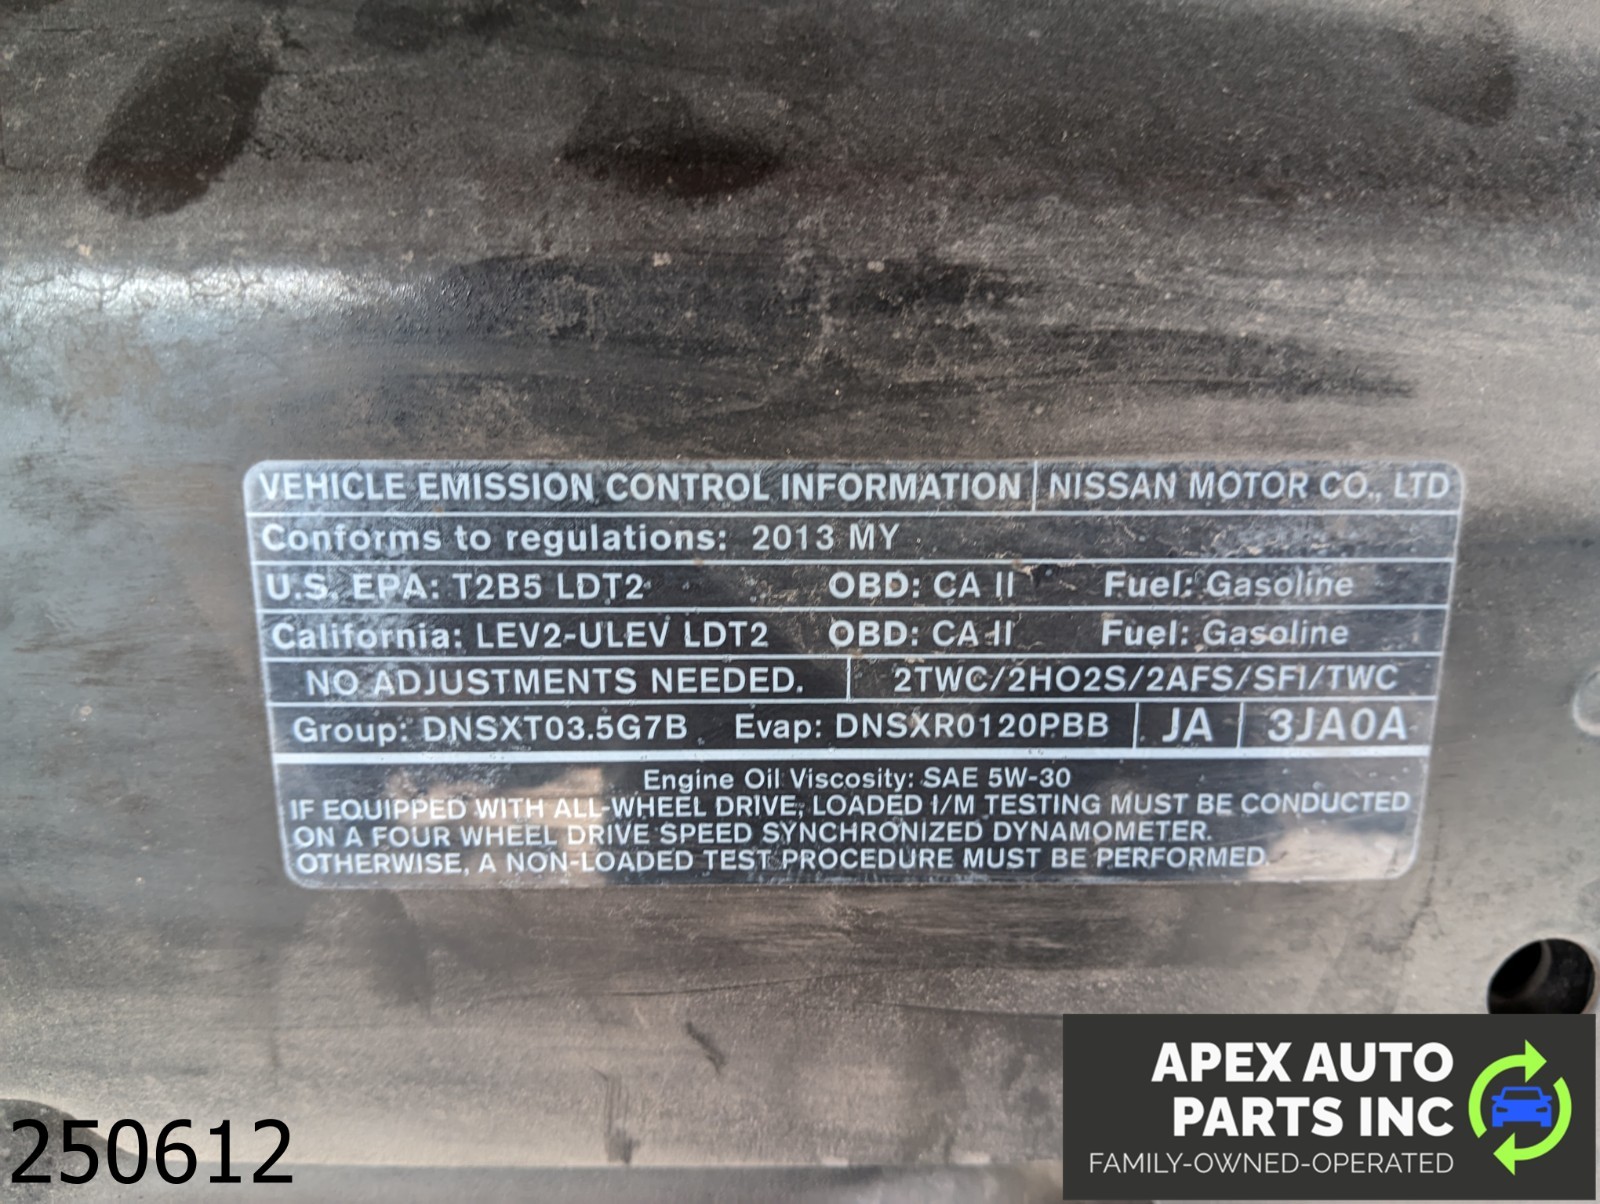 VEHICLE EMISSION CONTROL INFORMATION NISSAN MOTOR CO., LTD
Conforms to regulations: 2013 MY
U.S. EPA: T2B5 LDT2 OBD: CA II Fuel: Gasoline
California: LEV2-ULEV LDT2 OBD: CA II Fuel: Gasoline
NO ADJUSTMENTS NEEDED. 2TWC/2HO2S/2AFS/SFI/TWC
Group: DNSXT03.5G7B Evap: DNSXR0120PBB JA 3JA0A
Engine Oil Viscosity: SAE 5W-30
IF EQUIPPED WITH ALL-WHEEL DRIVE, LOADED I/M TESTING MUST BE CONDUCTED
ON A FOUR WHEEL DRIVE SPEED SYNCHRONIZED DYNAMOMETER.
OTHERWISE, A NON-LOADED TEST PROCEDURE MUST BE PERFORMED.
250612
APEX AUTO
PARTS INC
FAMILY-OWNED-OPERATED